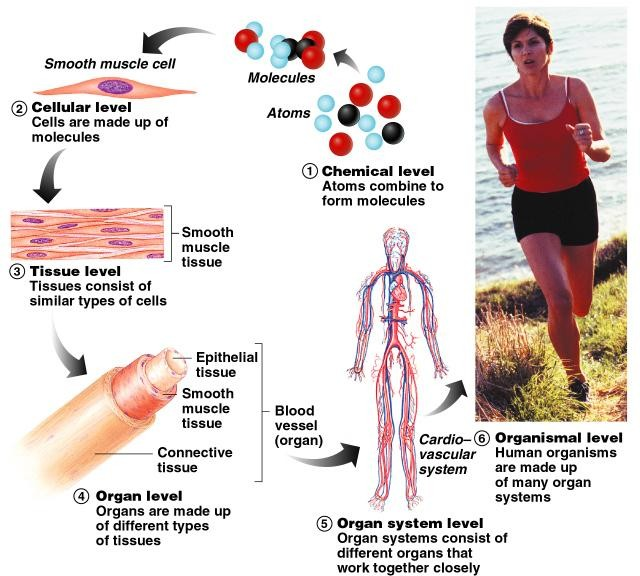 Smooth muscle cell
Molecules
Atoms
① Chemical level
Atoms combine to
form molecules
② Cellular level
Cells are made up of
molecules
Smooth
muscle
tissue
③ Tissue level
Tissues consist of
similar types of cells
Epithelial
tissue
Smooth
muscle
tissue
Connective
tissue
Blood
vessel
(organ)
④ Organ level
Organs are made up
of different types
of tissues
Cardio–
vascular
system
⑤ Organ system level
Organ systems consist of
different organs that
work together closely
⑥ Organismal level
Human organisms
are made up
of many organ
systems